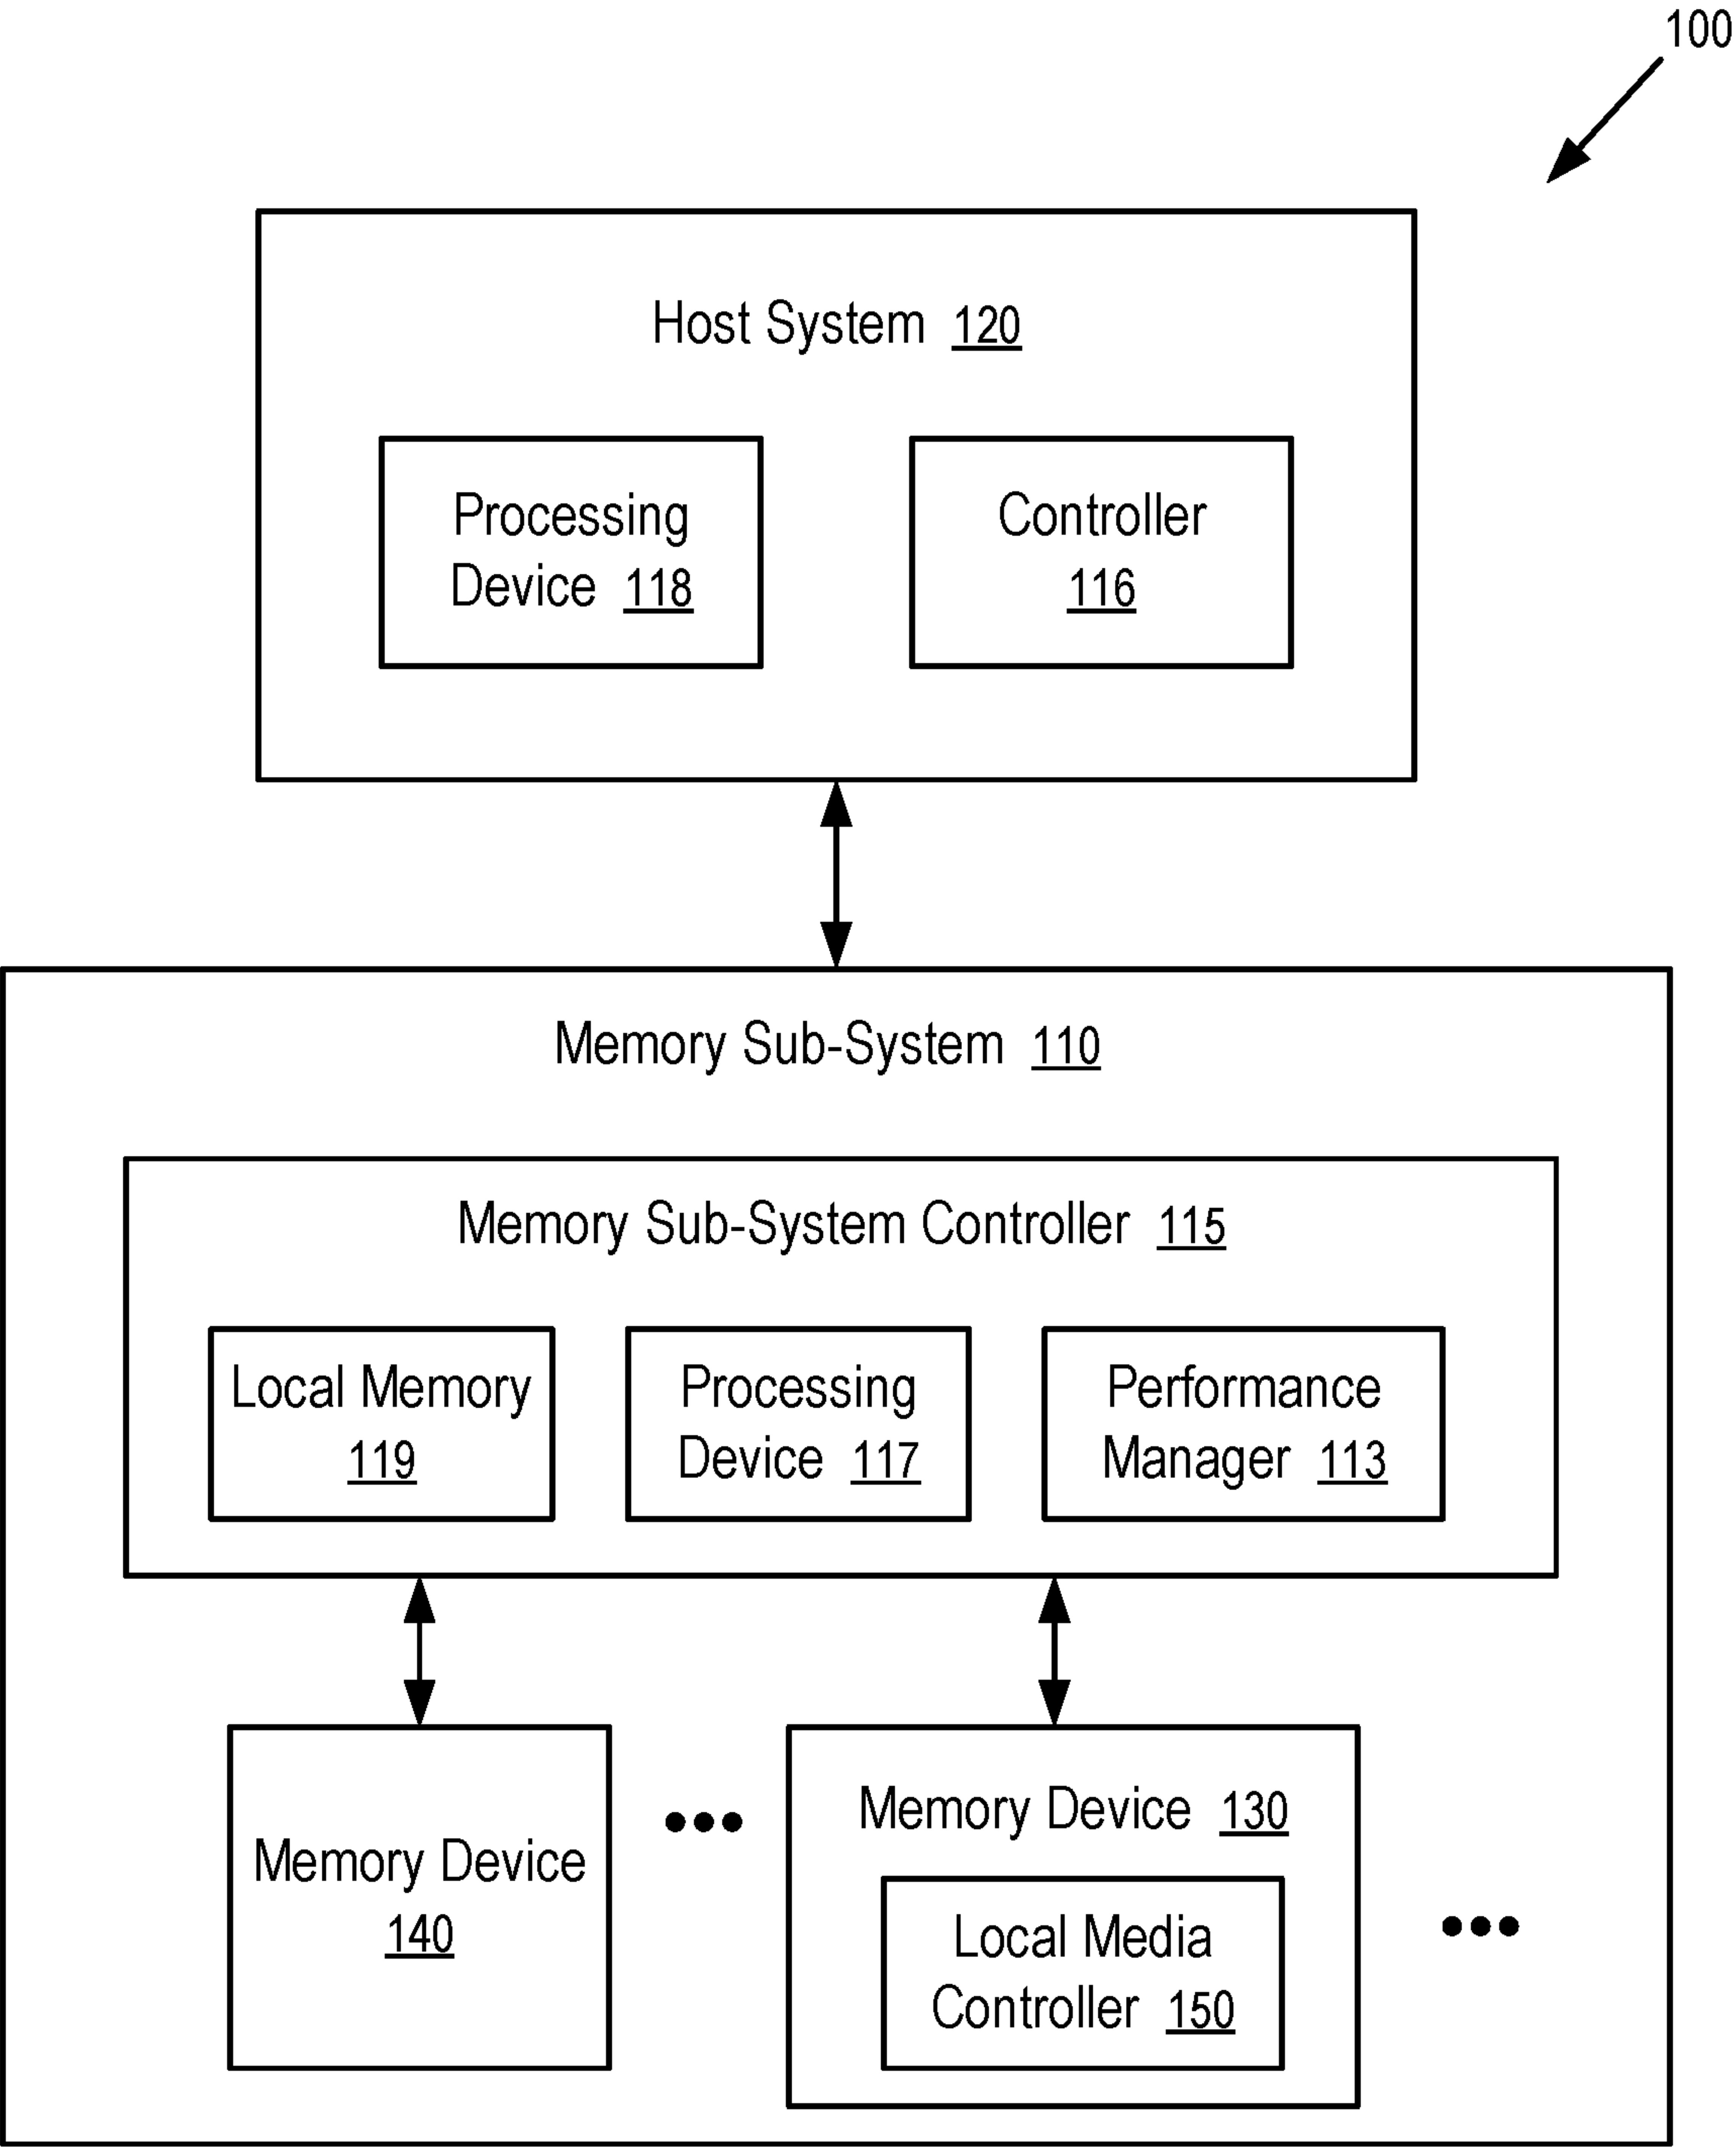 100
Host System 120
Processing
Device 118
Controller
116
Memory Sub-System 110
Memory Sub-System Controller 115
Local Memory
119
Processing
Device 117
Performance
Manager 113
Memory Device
140
Memory Device 130
Local Media
Controller 150